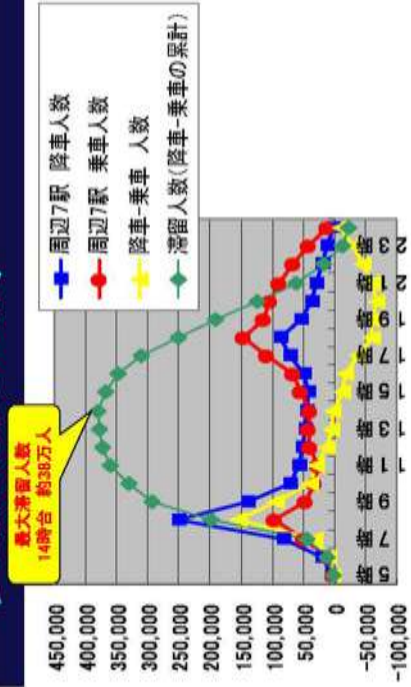 周辺7駅 降車人数
周辺7駅 乗車人数
降車-乗車 人数
滞留人数(降車-乗車の累計)
最大滞留人数
14時台 約38万人
450,000
400,000
350,000
300,000
250,000
200,000
150,000
100,000
50,000
0
-50,000
-100,000
5時
7時
9時
11時
13時
15時
17時
19時
21時
23時